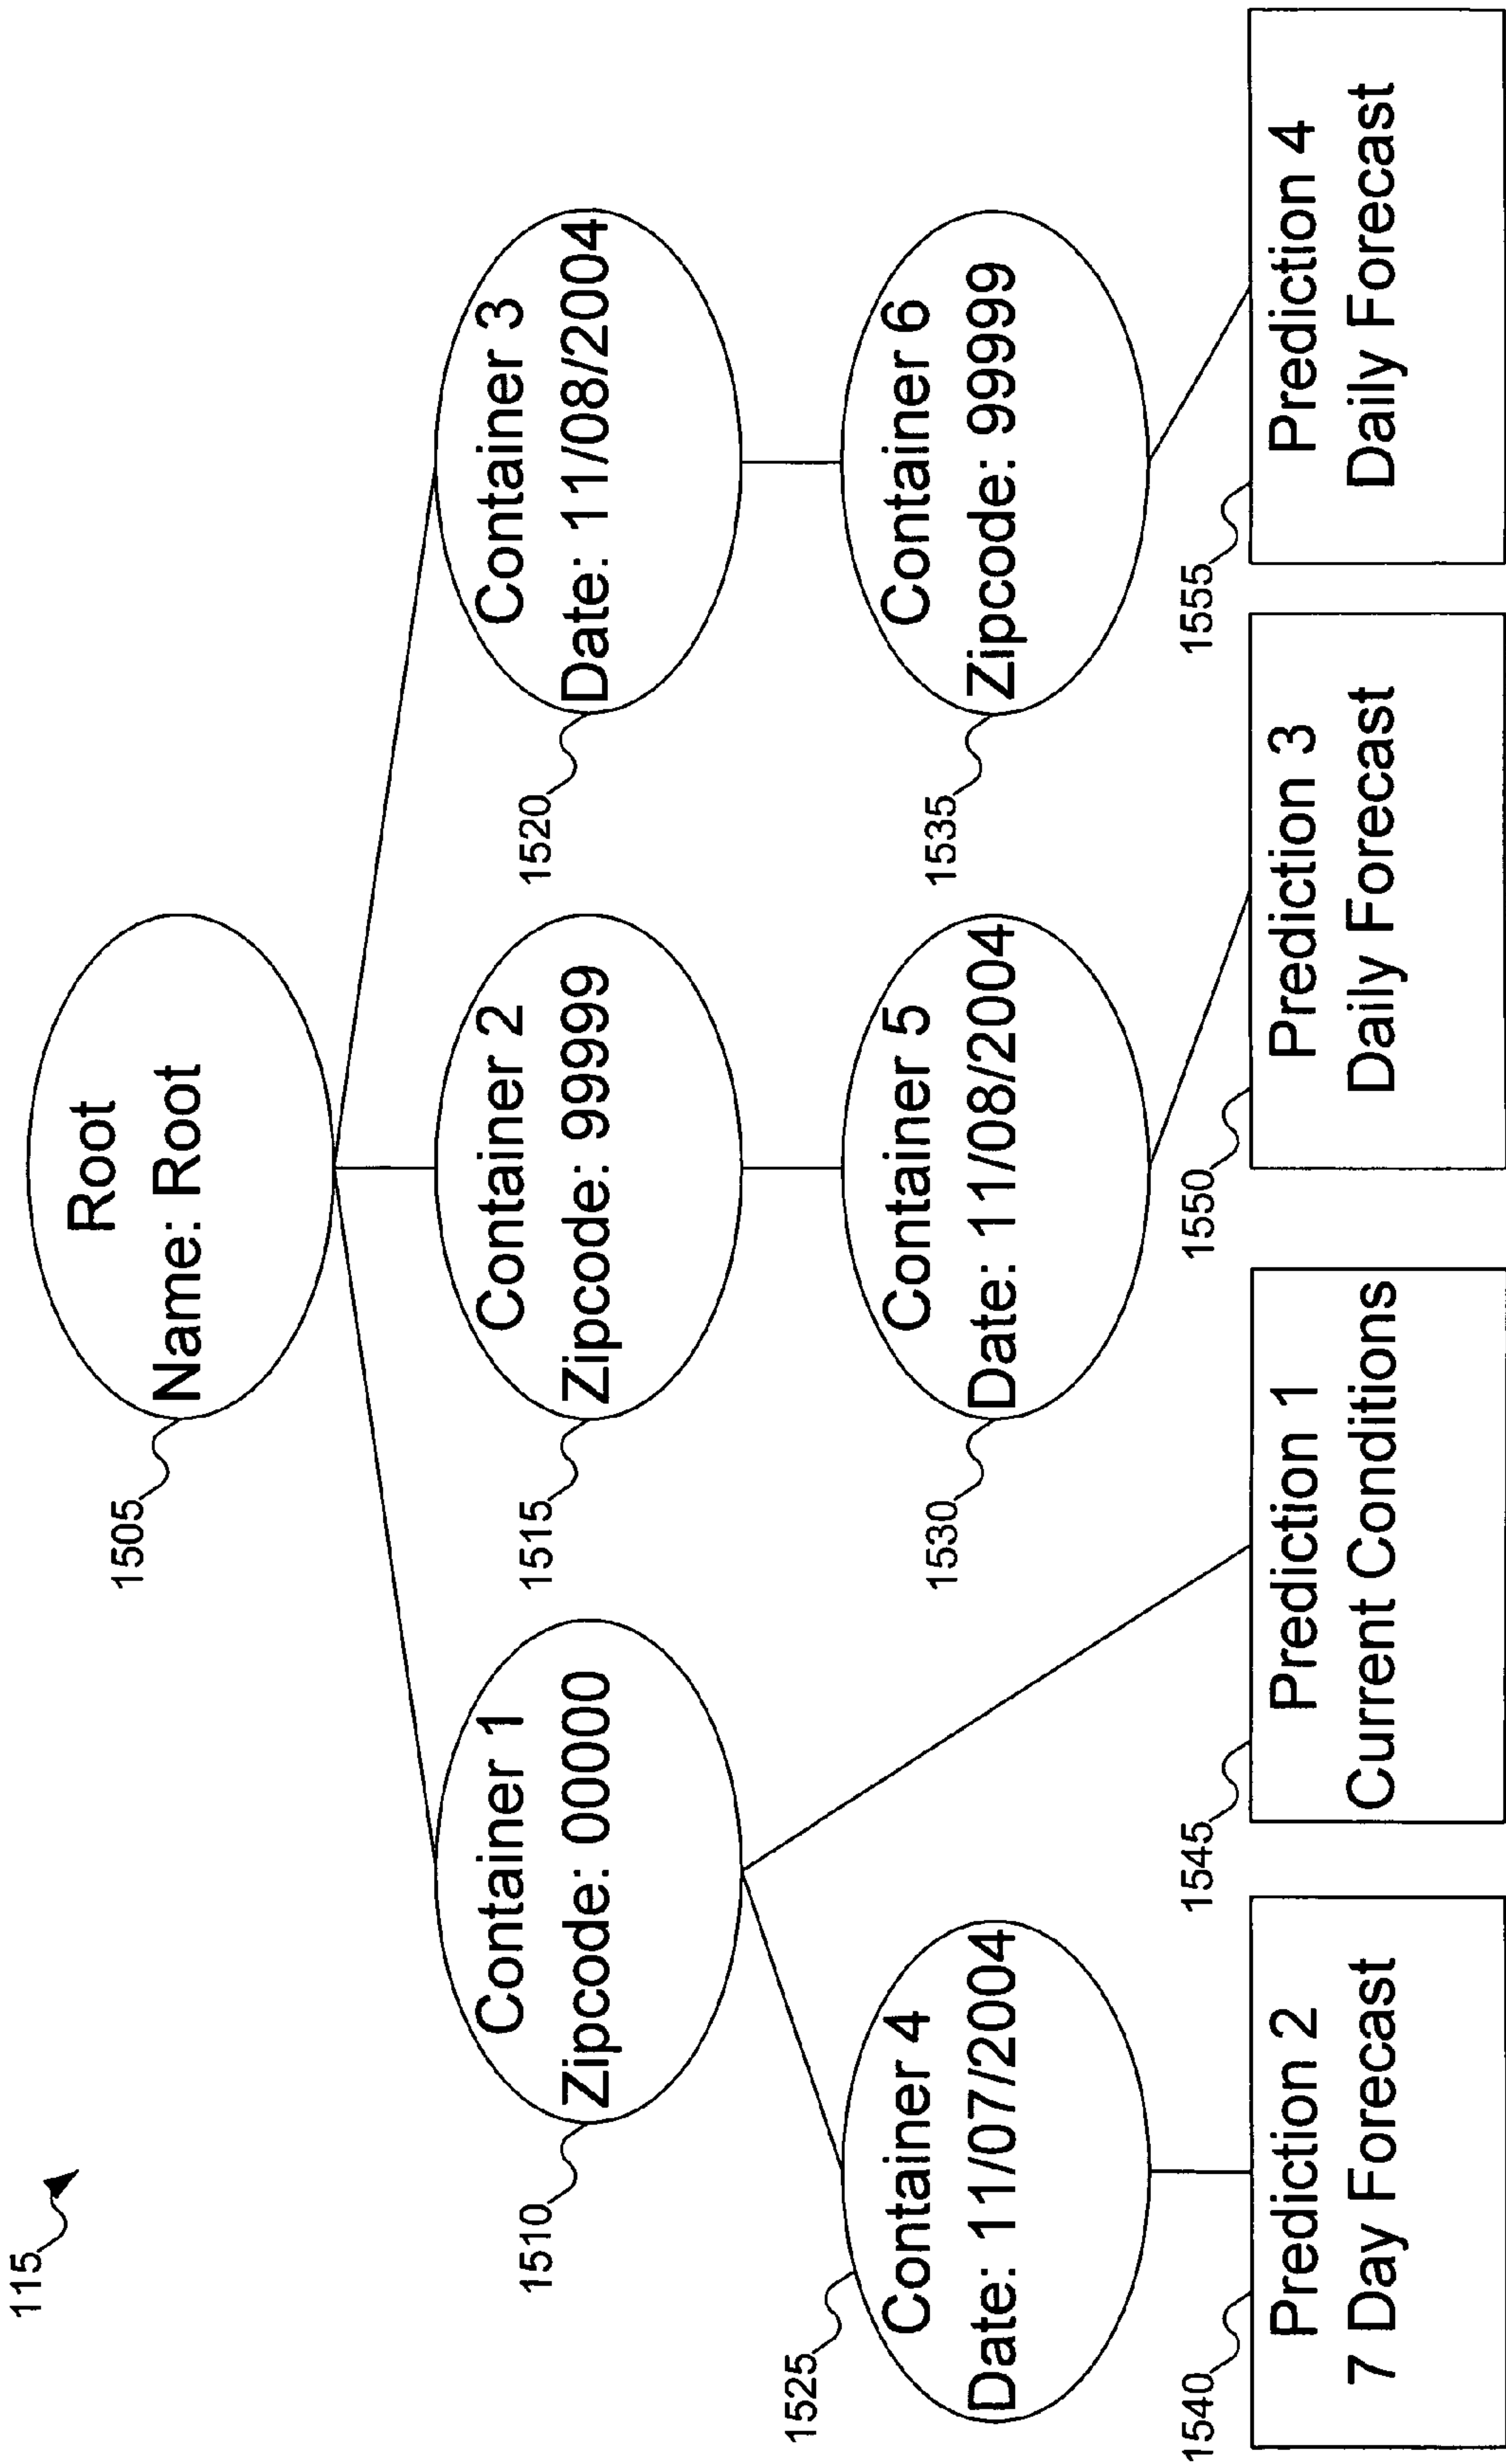 115
Root
Name: Root
1505
Container 1
Zipcode: 00000
1510
Container 2
Zipcode: 99999
1515
Container 3
Date: 11/08/2004
1520
Container 4
Date: 11/07/2004
1525
Container 5
Date: 11/08/2004
1530
Container 6
Zipcode: 99999
1535
Prediction 2
7 Day Forecast
1540
Prediction 1
Current Conditions
1545
Prediction 3
Daily Forecast
1550
Prediction 4
Daily Forecast
1555